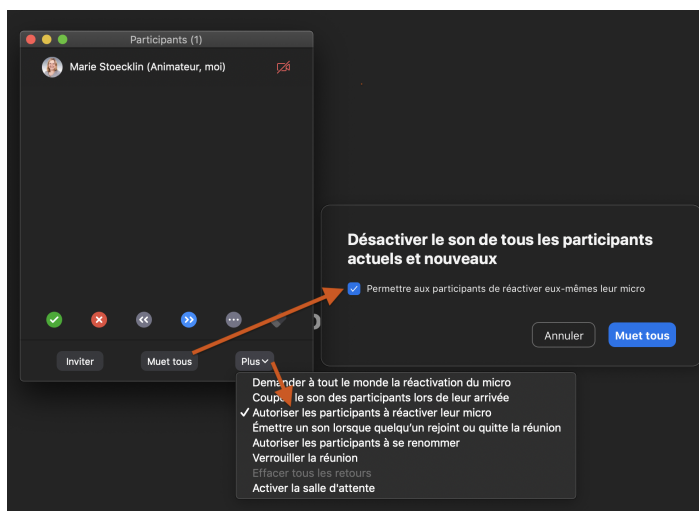 Participants (1)
Marie Stoecklin (Animateur, moi)
Désactiver le son de tous les participants
actuels et nouveaux
Permettre aux participants de réactiver eux-mêmes leur micro
Annuler
Muet tous
Inviter
Muet tous
Plus
Demander à tout le monde la réactivation du micro
Couper le son des participants lors de leur arrivée
Autoriser les participants à réactiver leur micro
Émettre un son lorsque quelqu'un rejoint ou quitte la réunion
Autoriser les participants à se renommer
Verrouiller la réunion
Effacer tous les retours
Activer la salle d'attente